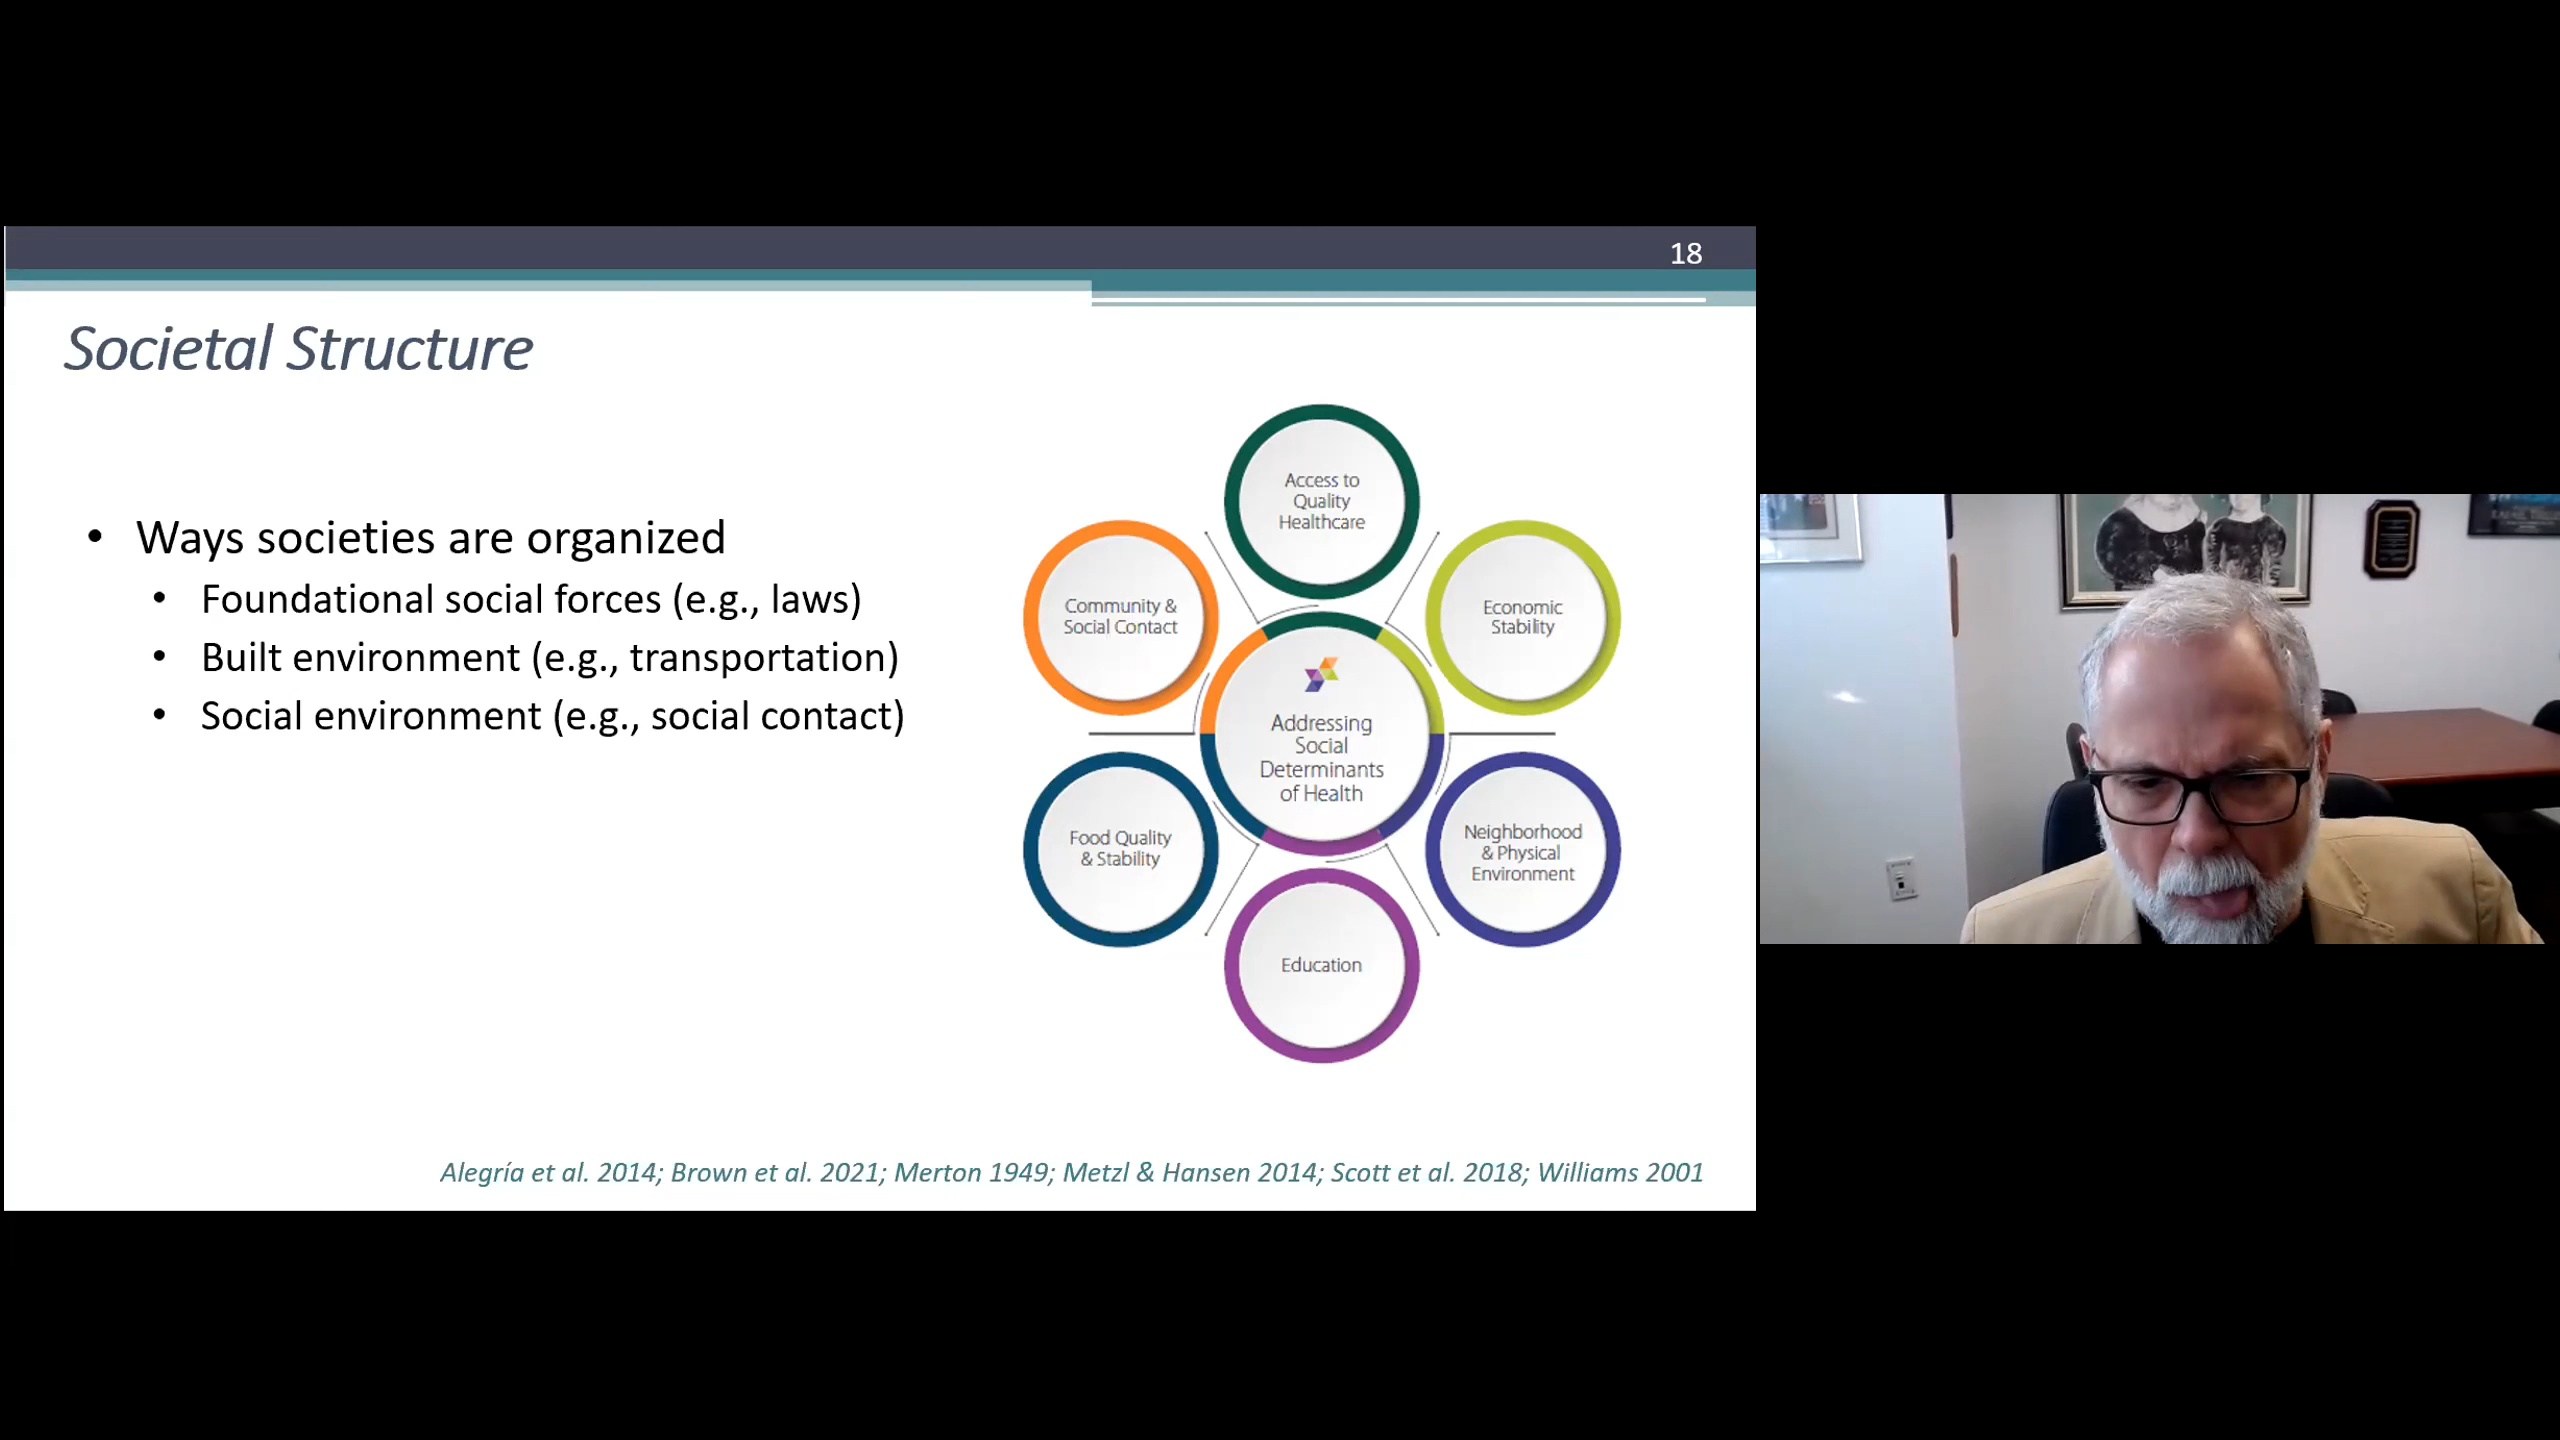 18
Societal Structure
• Ways societies are organized
• Foundational social forces (e.g., laws)
• Built environment (e.g., transportation)
• Social environment (e.g., social contact)
Access to
Quality
Healthcare
Community &
Social Contact
Economic
Stability
Addressing
Social
Determinants
of Health
Food Quality
& Stability
Neighborhood
& Physical
Environment
Education
Alegría et al. 2014; Brown et al. 2021; Merton 1949; Metzl & Hansen 2014; Scott et al. 2018; Williams 2001